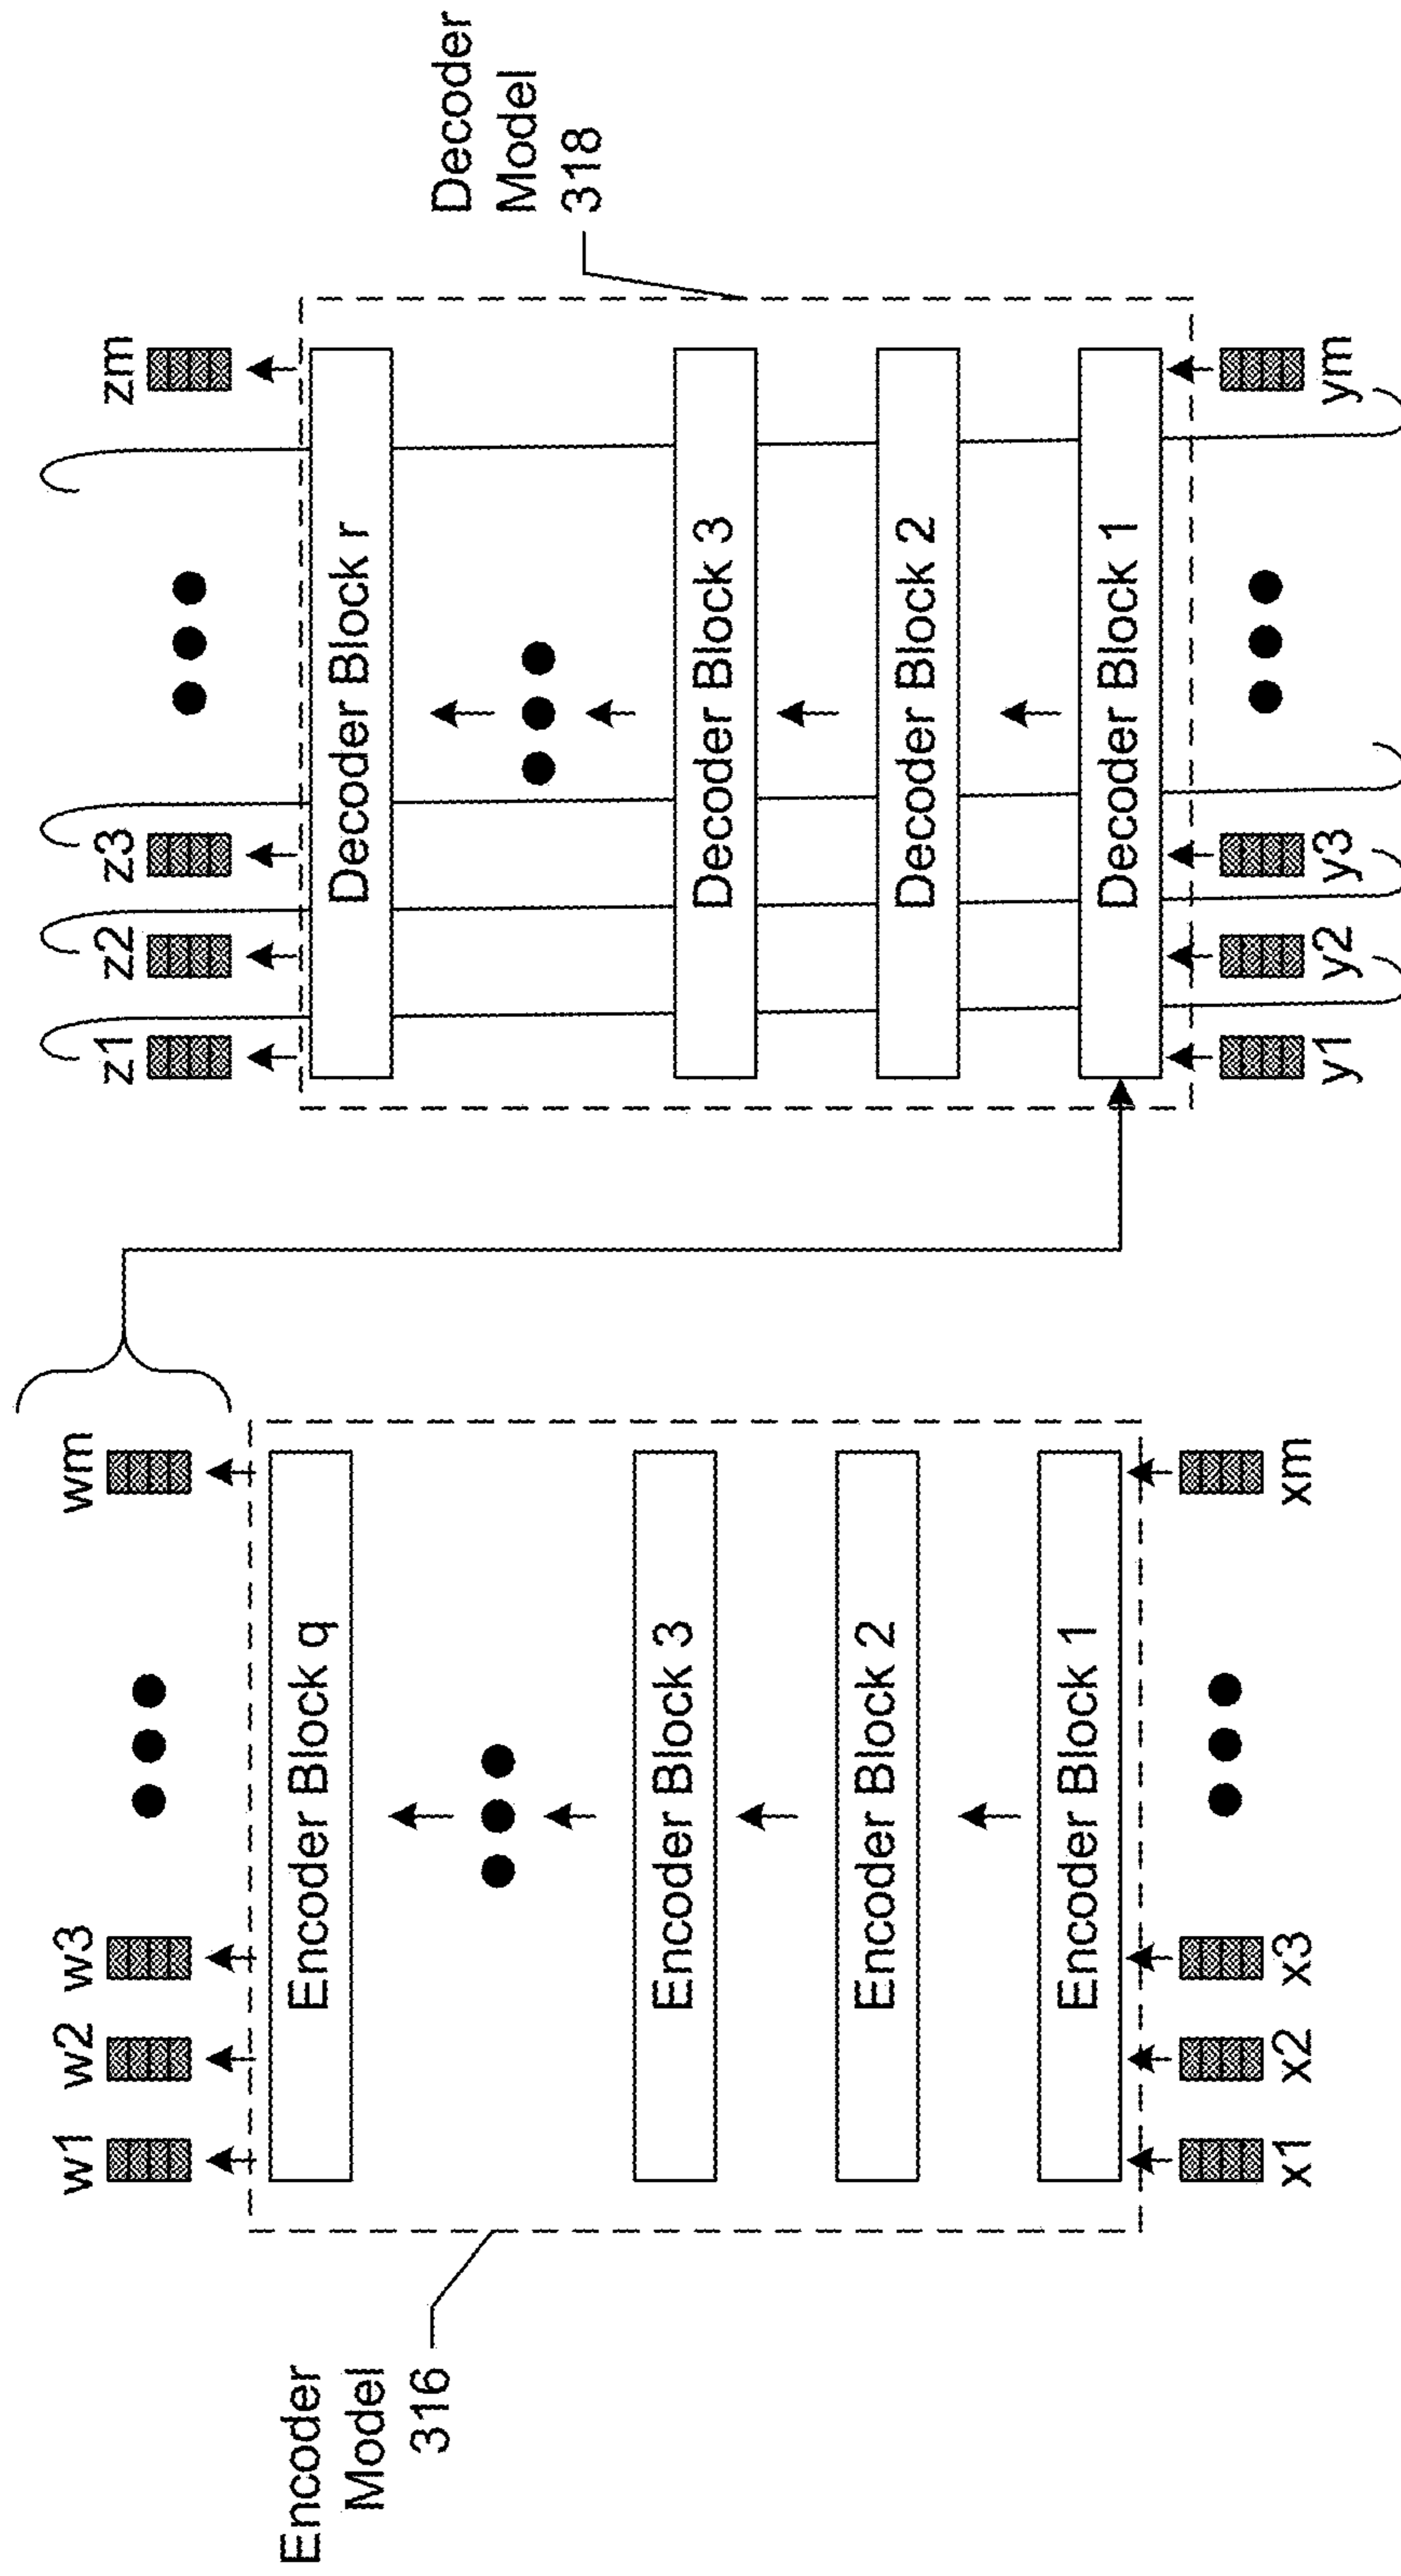 w1 w2 w3 wm
Encoder
Model
316
Encoder Block q
Encoder Block 3
Encoder Block 2
Encoder Block 1
x1 x2 x3 xm
z1 z2 z3 zm
Decoder
Model
318
Decoder Block r
Decoder Block 3
Decoder Block 2
Decoder Block 1
y1 y2 y3 ym